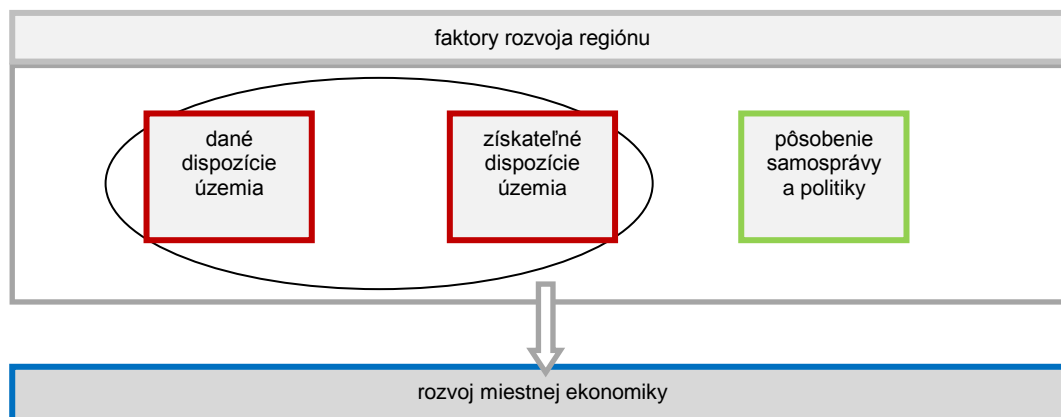 faktory rozvoja regiónu
dané
dispozície
územia
získateľné
dispozície
územia
pôsobenie
samosprávy
a politiky
rozvoj miestnej ekonomiky